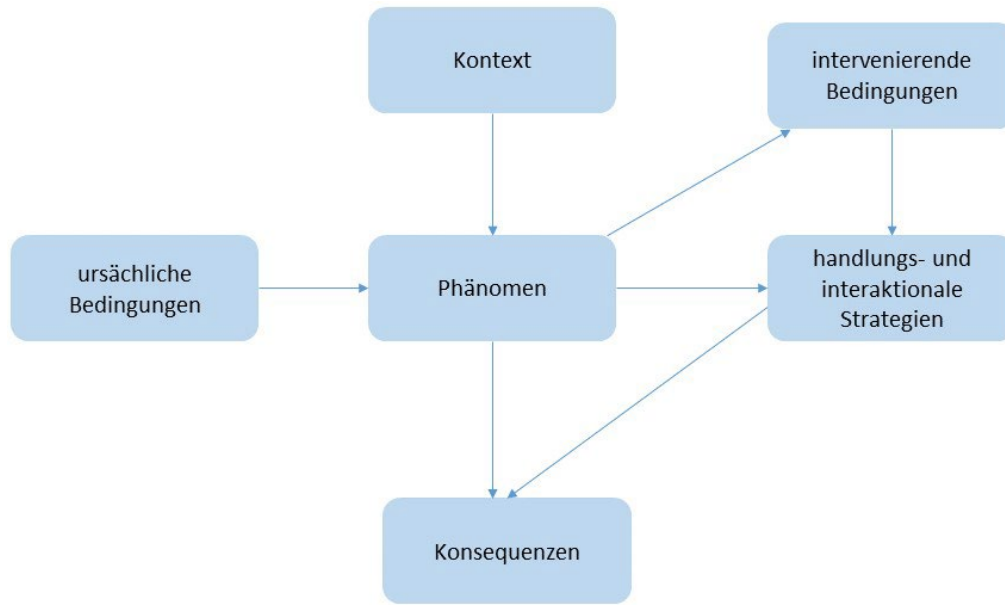 Kontext
intervenierende
Bedingungen
ursächliche
Bedingungen
Phänomen
handlungs- und
interaktionale
Strategien
Konsequenzen